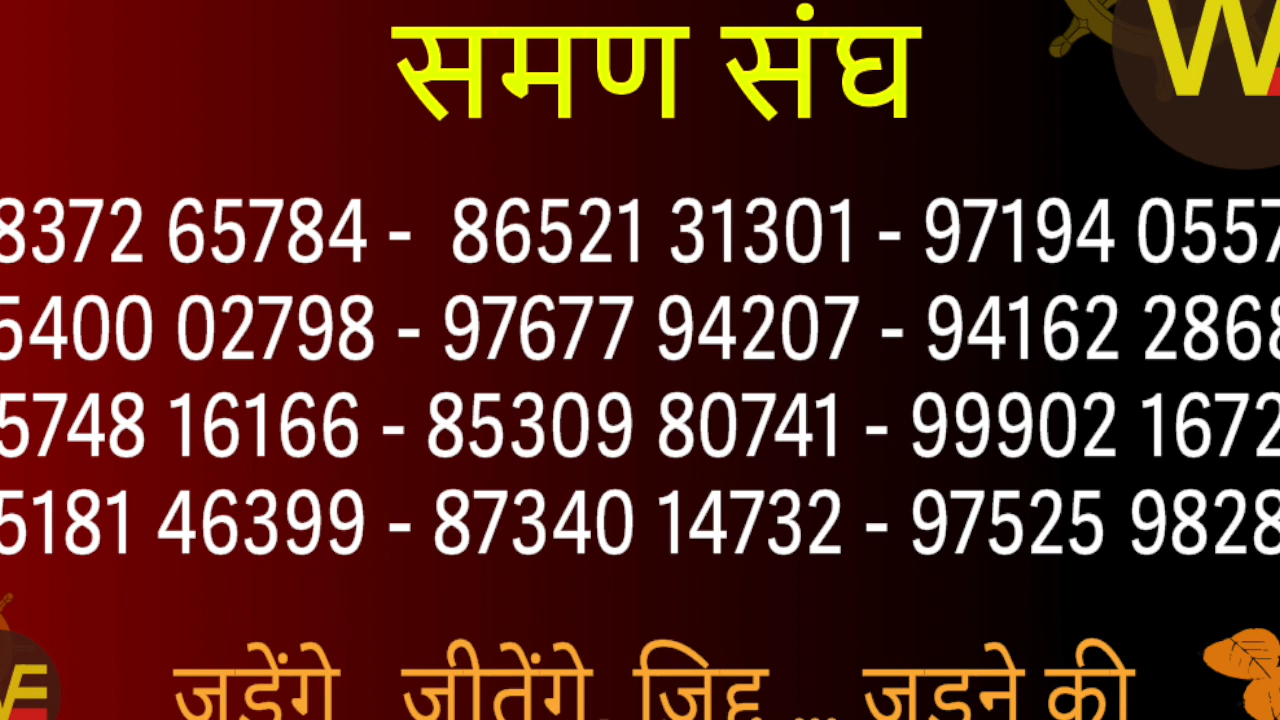 समण संघ
W
8372 65784 - 86521 31301 - 97194 0557
5400 02798 - 97677 94207 - 94162 2868
5748 16166 - 85309 80741 - 99902 1672
5181 46399 - 87340 14732 - 97525 9828
जुड़ेंगे जीतेंगे, जिद्द ... जुड़ने की